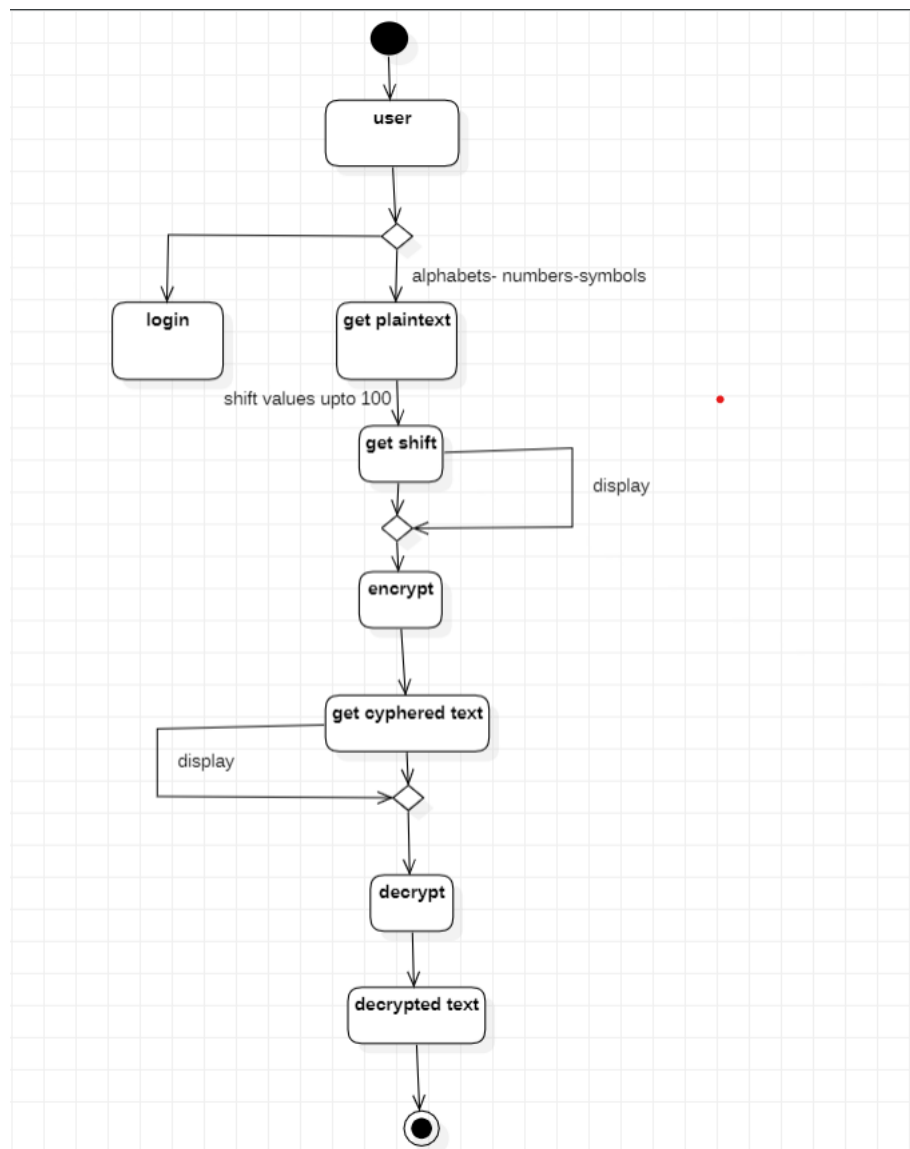 user
alphabets- numbers-symbols
login
get plaintext
shift values upto 100
get shift
display
encrypt
get cyphered text
display
decrypt
decrypted text